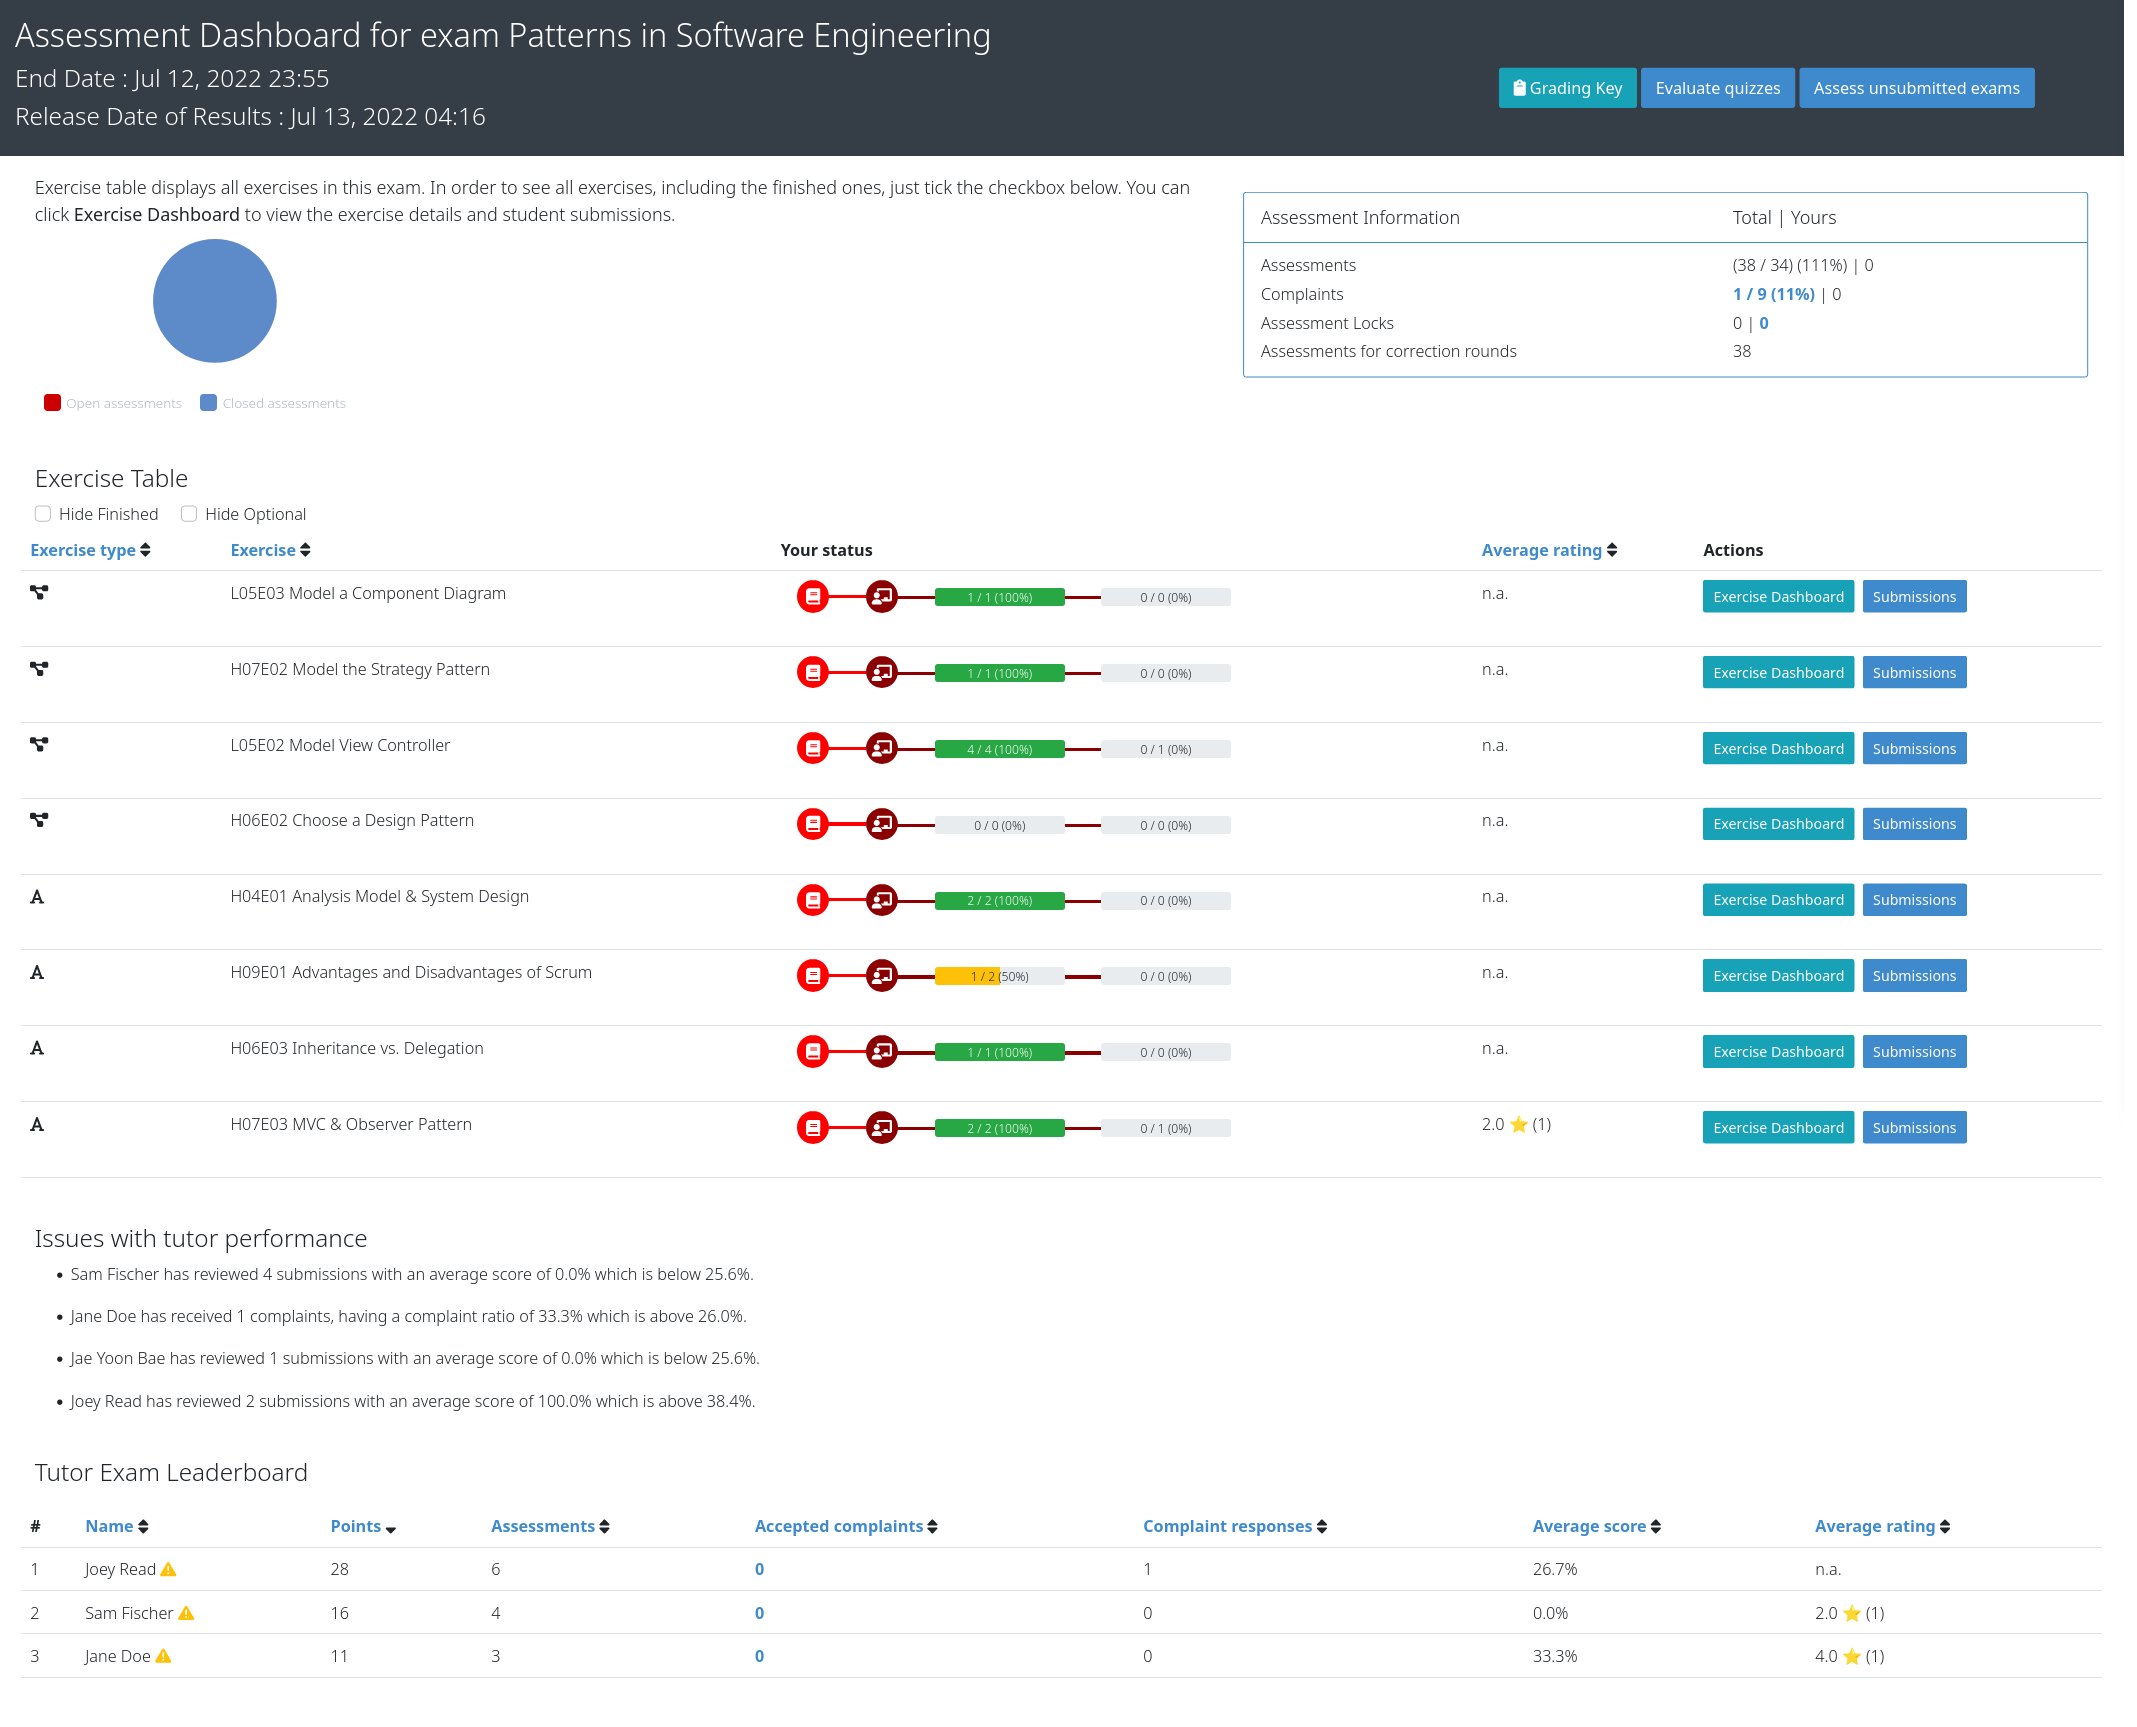 Assessment Dashboard for exam Patterns in Software Engineering
End Date : Jul 12, 2022 23:55
Release Date of Results : Jul 13, 2022 04:16
Grading Key Evaluate quizzes Assess unsubmitted exams
Exercise table displays all exercises in this exam. In order to see all exercises, including the finished ones, just tick the checkbox below. You can
click Exercise Dashboard to view the exercise details and student submissions.
Assessment Information Total | Yours
Assessments (38 / 34) (111%) | 0
Complaints 1 / 9 (11%) | 0
Assessment Locks 0 | 0
Assessments for correction rounds 38
Open assessments Closed assessments
Exercise Table
Hide Finished Hide Optional
Exercise type Exercise Your status Average rating Actions
L05E03 Model a Component Diagram 1 / 1 (100%) 0 / 0 (0%) n.a. Exercise Dashboard Submissions
H07E02 Model the Strategy Pattern 1 / 1 (100%) 0 / 0 (0%) n.a. Exercise Dashboard Submissions
L05E02 Model View Controller 4 / 4 (100%) 0 / 1 (0%) n.a. Exercise Dashboard Submissions
H06E02 Choose a Design Pattern 0 / 0 (0%) 0 / 0 (0%) n.a. Exercise Dashboard Submissions
H04E01 Analysis Model & System Design 2 / 2 (100%) 0 / 0 (0%) n.a. Exercise Dashboard Submissions
H09E01 Advantages and Disadvantages of Scrum 1 / 2 (50%) 0 / 0 (0%) n.a. Exercise Dashboard Submissions
H06E03 Inheritance vs. Delegation 1 / 1 (100%) 0 / 0 (0%) n.a. Exercise Dashboard Submissions
H07E03 MVC & Observer Pattern 2 / 2 (100%) 0 / 1 (0%) 2.0 ⭐ (1) Exercise Dashboard Submissions
Issues with tutor performance
• Sam Fischer has reviewed 4 submissions with an average score of 0.0% which is below 25.6%.
• Jane Doe has received 1 complaints, having a complaint ratio of 33.3% which is above 26.0%.
• Jae Yoon Bae has reviewed 1 submissions with an average score of 0.0% which is below 25.6%.
• Joey Read has reviewed 2 submissions with an average score of 100.0% which is above 38.4%.
Tutor Exam Leaderboard
# Name Points Assessments Accepted complaints Complaint responses Average score Average rating
1 Joey Read 28 6 0 1 26.7% n.a.
2 Sam Fischer 16 4 0 0 0.0% 2.0 ⭐ (1)
3 Jane Doe 11 3 0 0 33.3% 4.0 ⭐ (1)